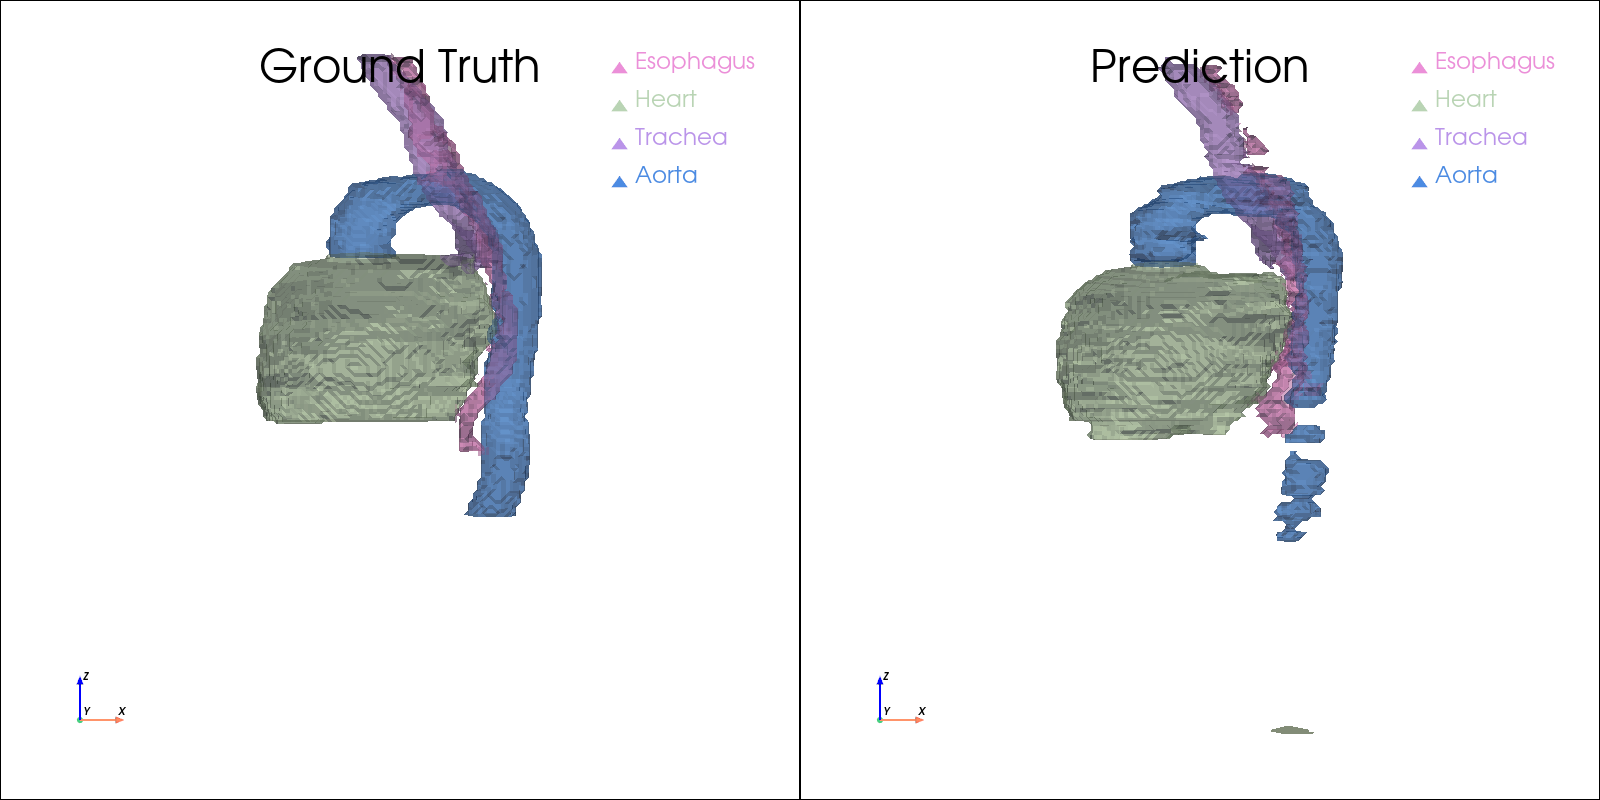 Ground Truth
Esophagus
Heart
Trachea
Aorta
Z
Y X
Prediction
Esophagus
Heart
Trachea
Aorta
Z
Y X